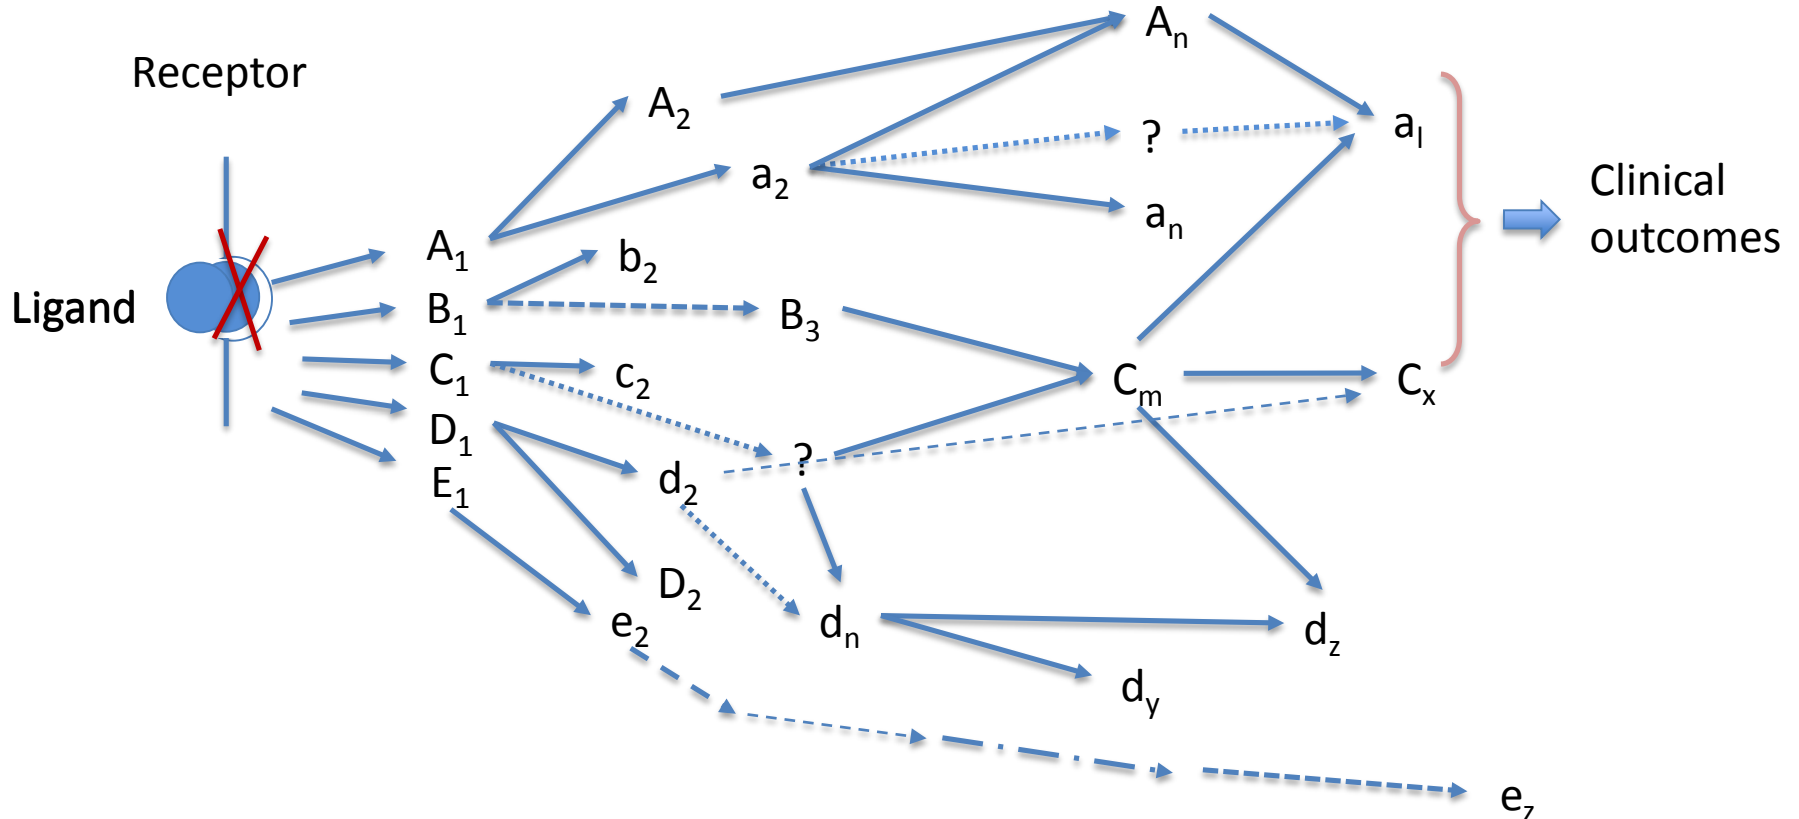 Receptor
Ligand
A1
B1
C1
D1
E1
A2
a2
b2
B3
c2
?
d2
D2
e2
dn
An
?
an
Cm
dy
al
Cx
dz
ez
Clinical
outcomes